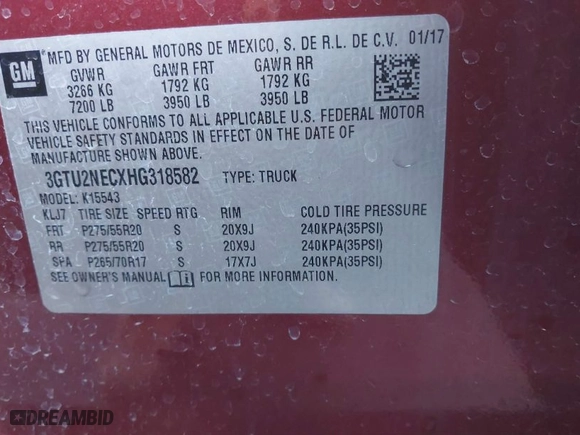 GM
MFD BY GENERAL MOTORS DE MEXICO, S. DE R.L. DE C.V. 01/17
GVWR GAWR FRT GAWR RR
3266 KG 1792 KG 1792 KG
7200 LB 3950 LB 3950 LB
THIS VEHICLE CONFORMS TO ALL APPLICABLE U.S. FEDERAL MOTOR
VEHICLE SAFETY STANDARDS IN EFFECT ON THE DATE OF
MANUFACTURE SHOWN ABOVE.
3GTU2NECXHG318582 TYPE: TRUCK
MODEL: K15543
KLJ7 TIRE SIZE SPEED RTG RIM COLD TIRE PRESSURE
FRT P275/55R20 S 20X9J 240KPA(35PSI)
RR P275/55R20 S 20X9J 240KPA(35PSI)
SPA P265/70R17 S 17X7J 240KPA(35PSI)
SEE OWNER'S MANUAL FOR MORE INFORMATION.
DREAMBID